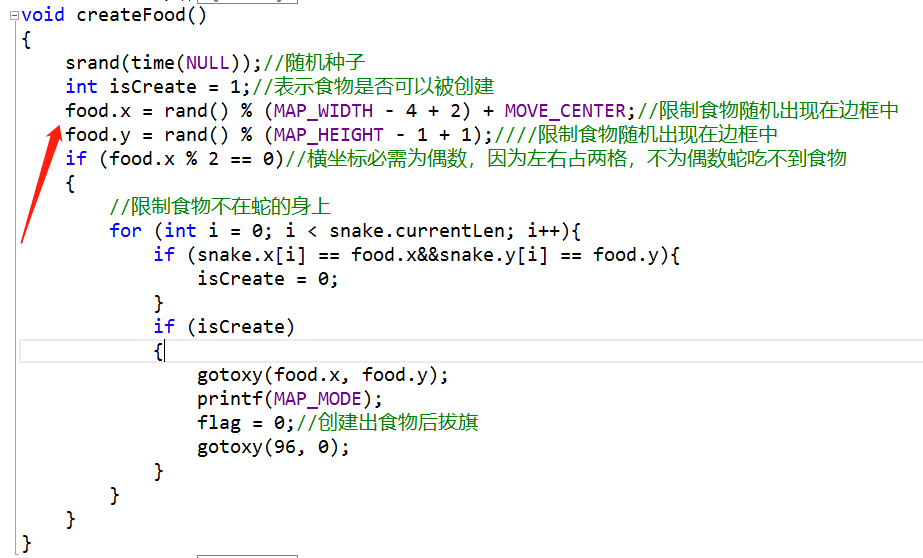 void createFood()
{
    srand(time(NULL));//随机种子
    int isCreate = 1;//表示食物是否可以被创建
    food.x = rand() % (MAP_WIDTH - 4 + 2) + MOVE_CENTER;//限制食物随机出现在边框中
    food.y = rand() % (MAP_HEIGHT - 1 + 1);////限制食物随机出现在边框中
    if (food.x % 2 == 0)//横坐标必需为偶数，因为左右占两格，不为偶数蛇吃不到食物
    {
        //限制食物不在蛇的身上
        for (int i = 0; i < snake.currentLen; i++){
            if (snake.x[i] == food.x&&snake.y[i] == food.y){
                isCreate = 0;
            }
            if (isCreate)
            {
                gotoxy(food.x, food.y);
                printf(MAP_MODE);
                flag = 0;//创建出食物后拔旗
                gotoxy(96, 0);
            }
        }
    }
}